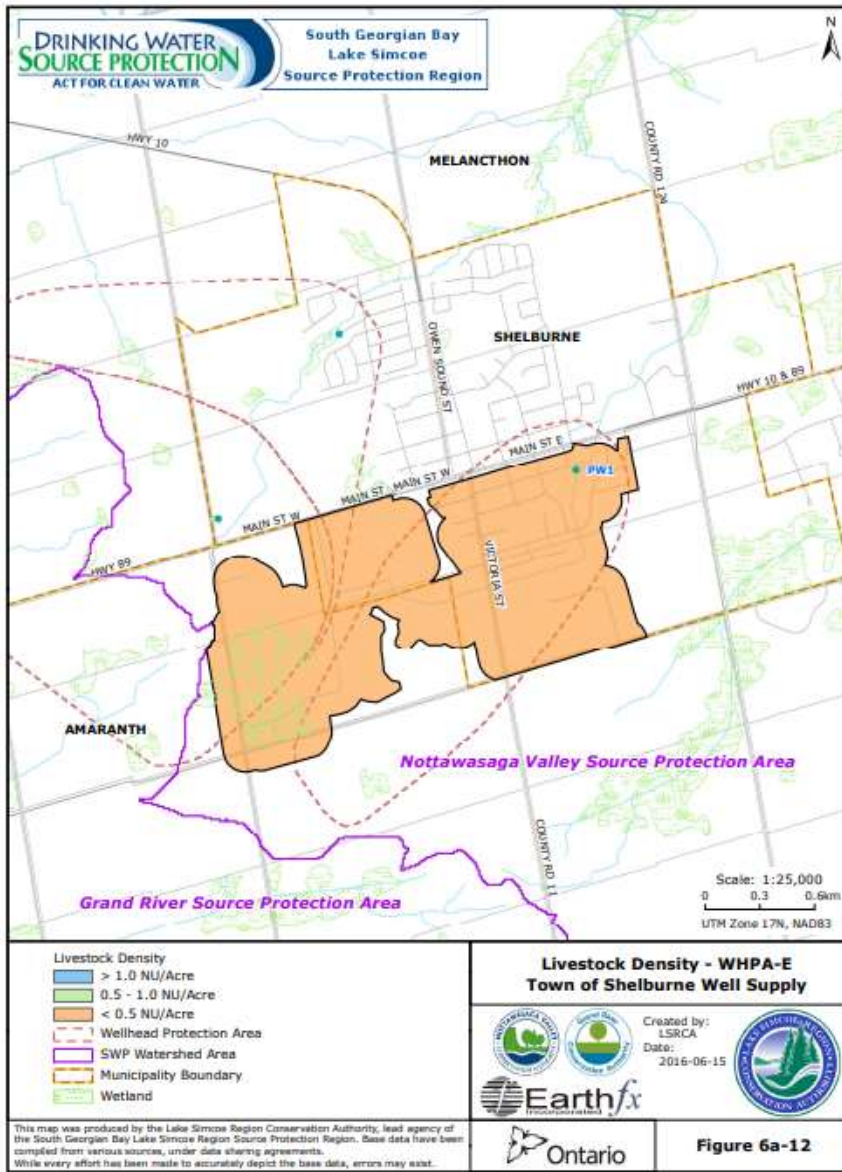 DRINKING WATER
SOURCE PROTECTION
ACT FOR CLEAN WATER
South Georgian Bay
Lake Simcoe
Source Protection Region
N
HWY 10
MELANCTHON
COUNTY RD 124
OWEN SOUND ST
SHELBURNE
HWY 10 & 89
MAIN ST E
MAIN ST W
MAIN ST
MAIN ST W
PW1
HWY 89
VICTORIA ST
AMARANTH
Nottawasaga Valley Source Protection Area
COUNTY RD 11
Grand River Source Protection Area
Scale: 1:25,000
0 0.3 0.6km
UTM Zone 17N, NAD83
Livestock Density
> 1.0 NU/Acre
0.5 - 1.0 NU/Acre
< 0.5 NU/Acre
Wellhead Protection Area
SWP Watershed Area
Municipality Boundary
Wetland
Livestock Density - WHPA-E
Town of Shelburne Well Supply
NOTTAWASAGA VALLEY
Created by:
LSRCA
Date:
2016-06-15
LAKE SIMCOE REGION
CONSERVATION AUTHORITY
Earthfx
Incorporated
This map was produced by the Lake Simcoe Region Conservation Authority, lead agency of
the South Georgian Bay Lake Simcoe Region Source Protection Region. Base data have been
compiled from various sources, under data sharing agreements.
While every effort has been made to accurately depict the base data, errors may exist.
Ontario
Figure 6a-12